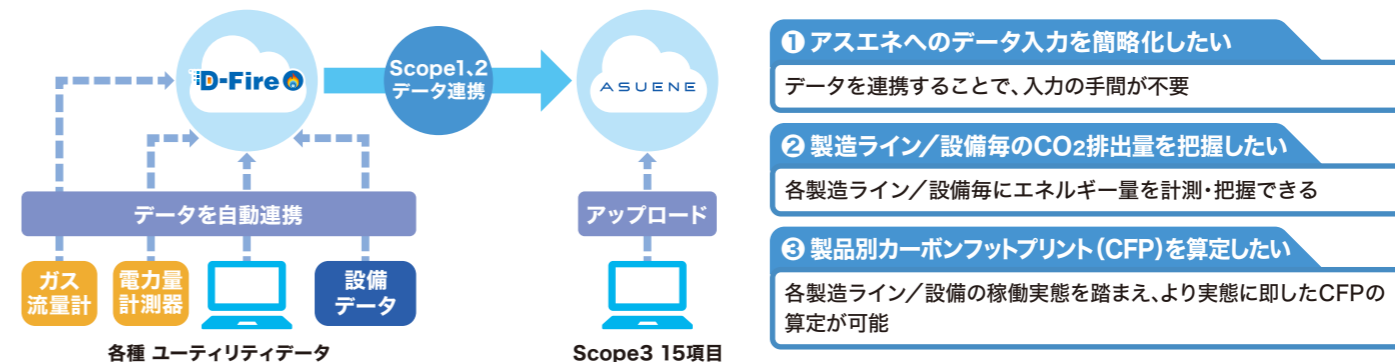 D-Fire
Scope1、2
データ連携
ASUENE
データを自動連携
アップロード
ガス
流量計
電力量
計測器
設備
データ
各種 ユーティリティデータ
Scope3 15項目
❶ アスエネへのデータ入力を簡略化したい
データを連携することで、入力の手間が不要
❷ 製造ライン／設備毎のCO2排出量を把握したい
各製造ライン／設備毎にエネルギー量を計測・把握できる
❸ 製品別カーボンフットプリント（CFP）を算定したい
各製造ライン／設備の稼働実態を踏まえ、より実態に即したCFPの
算定が可能